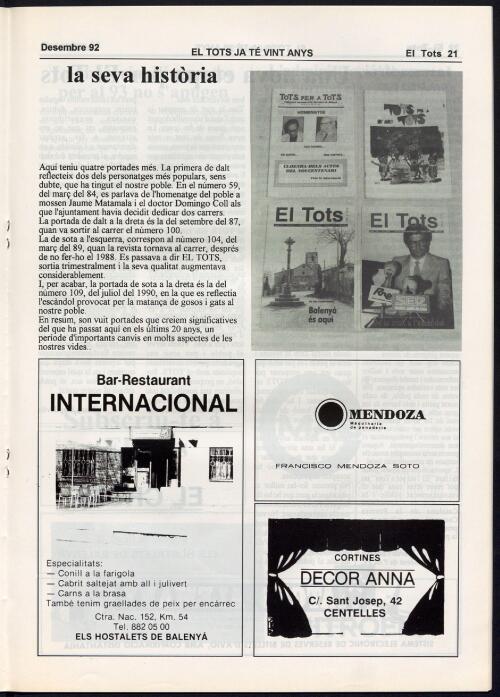 Desembre 92
EL TOTS JA TÉ VINT ANYS
El Tots 21
la seva història
Aquí teniu quatre portades més. La primera de dalt
reflecteix dos dels personatges més populars, sens
dubte, que ha tingut el nostre poble. En el número 59,
del març del 84, es parlava de l'homenatge del poble a
mossen Jaume Matamala i el doctor Domingo Coll als
que l'ajuntament havia decidit dedicar dos carrers.
La portada de dalt a la dreta és la del setembre del 87,
quan va sortir al carrer el número 100.
La de sota a l'esquerra, correspon al número 104, del
març del 89, quan la revista tornava al carrer, després
de no fer-ho el 1988. Es passava a dir EL TOTS,
sortia trimestralment i la seva qualitat augmentava
considerablement.
I, per acabar, la portada de sota a la dreta és la del
número 109, del juliol del 1990, en la que es reflectia
l'escándol provocat per la matança de gosos i gats al
nostre poble.
En resum, son vuit portades que creiem significatives
del que ha passat aquí en els últims 20 anys, un
període d'importants canvis en molts aspectes de les
nostres vides..
TOTS PER A TOTS
HOMENATGE
CLOENDA DELS ACTES
DEL NOUCENTENARI
TOTS
El Tots
Balenyà
és aquí
El Tots
Bar-Restaurant
INTERNACIONAL
Especialitats:
— Conill a la farigola
— Cabrit saltejat amb all i julivert
— Carns a la brasa
També tenim graellades de peix per encàrrec
Ctra. Nac. 152, Km. 54
Tel. 882 05 00
ELS HOSTALETS DE BALENYÁ
MENDOZA
Maquinaria
de panaderia
FRANCISCO MENDOZA SOTO
CORTINES
DECOR ANNA
C/. Sant Josep, 42
CENTELLES